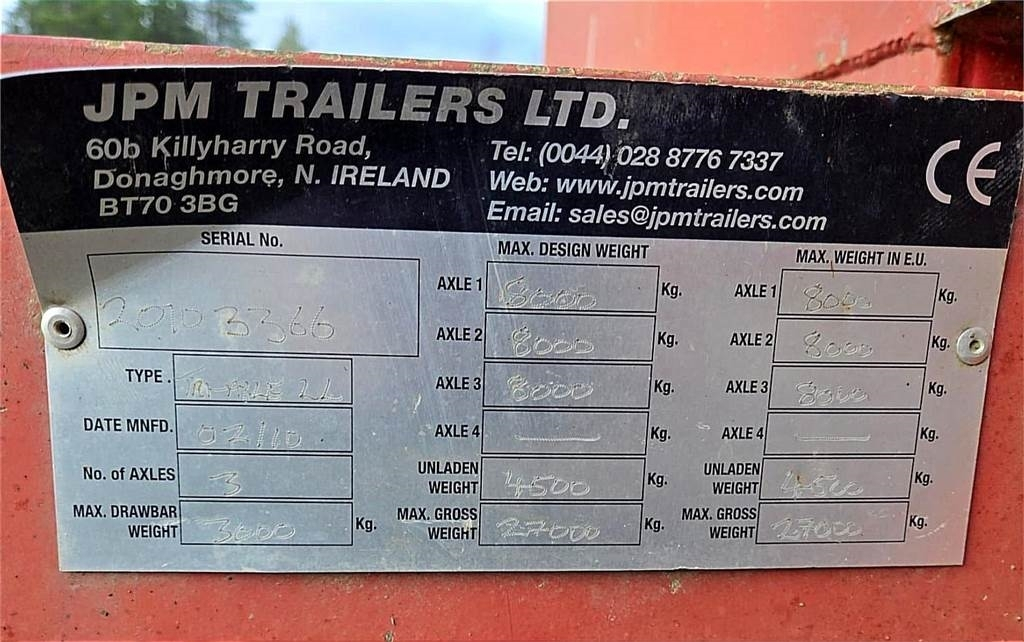 JPM TRAILERS LTD.
60b Killyharry Road,
Donaghmore, N. IRELAND
BT70 3BG
Tel: (0044) 028 8776 7337
Web: www.jpmtrailers.com
Email: sales@jpmtrailers.com
CE
SERIAL No.
20103366
TYPE. TRI-AXLE LL
DATE MNFD. 02/10
No. of AXLES 3
MAX. DRAWBAR
WEIGHT 3000 Kg.
MAX. DESIGN WEIGHT
AXLE 1 8000 Kg.
AXLE 2 8000 Kg.
AXLE 3 8000 Kg.
AXLE 4 — Kg.
UNLADEN
WEIGHT 4500 Kg.
MAX. GROSS
WEIGHT 27000 Kg.
MAX. WEIGHT IN E.U.
AXLE 1 8000 Kg.
AXLE 2 8000 Kg.
AXLE 3 8000 Kg.
AXLE 4 — Kg.
UNLADEN
WEIGHT 4500 Kg.
MAX. GROSS
WEIGHT 27000 Kg.